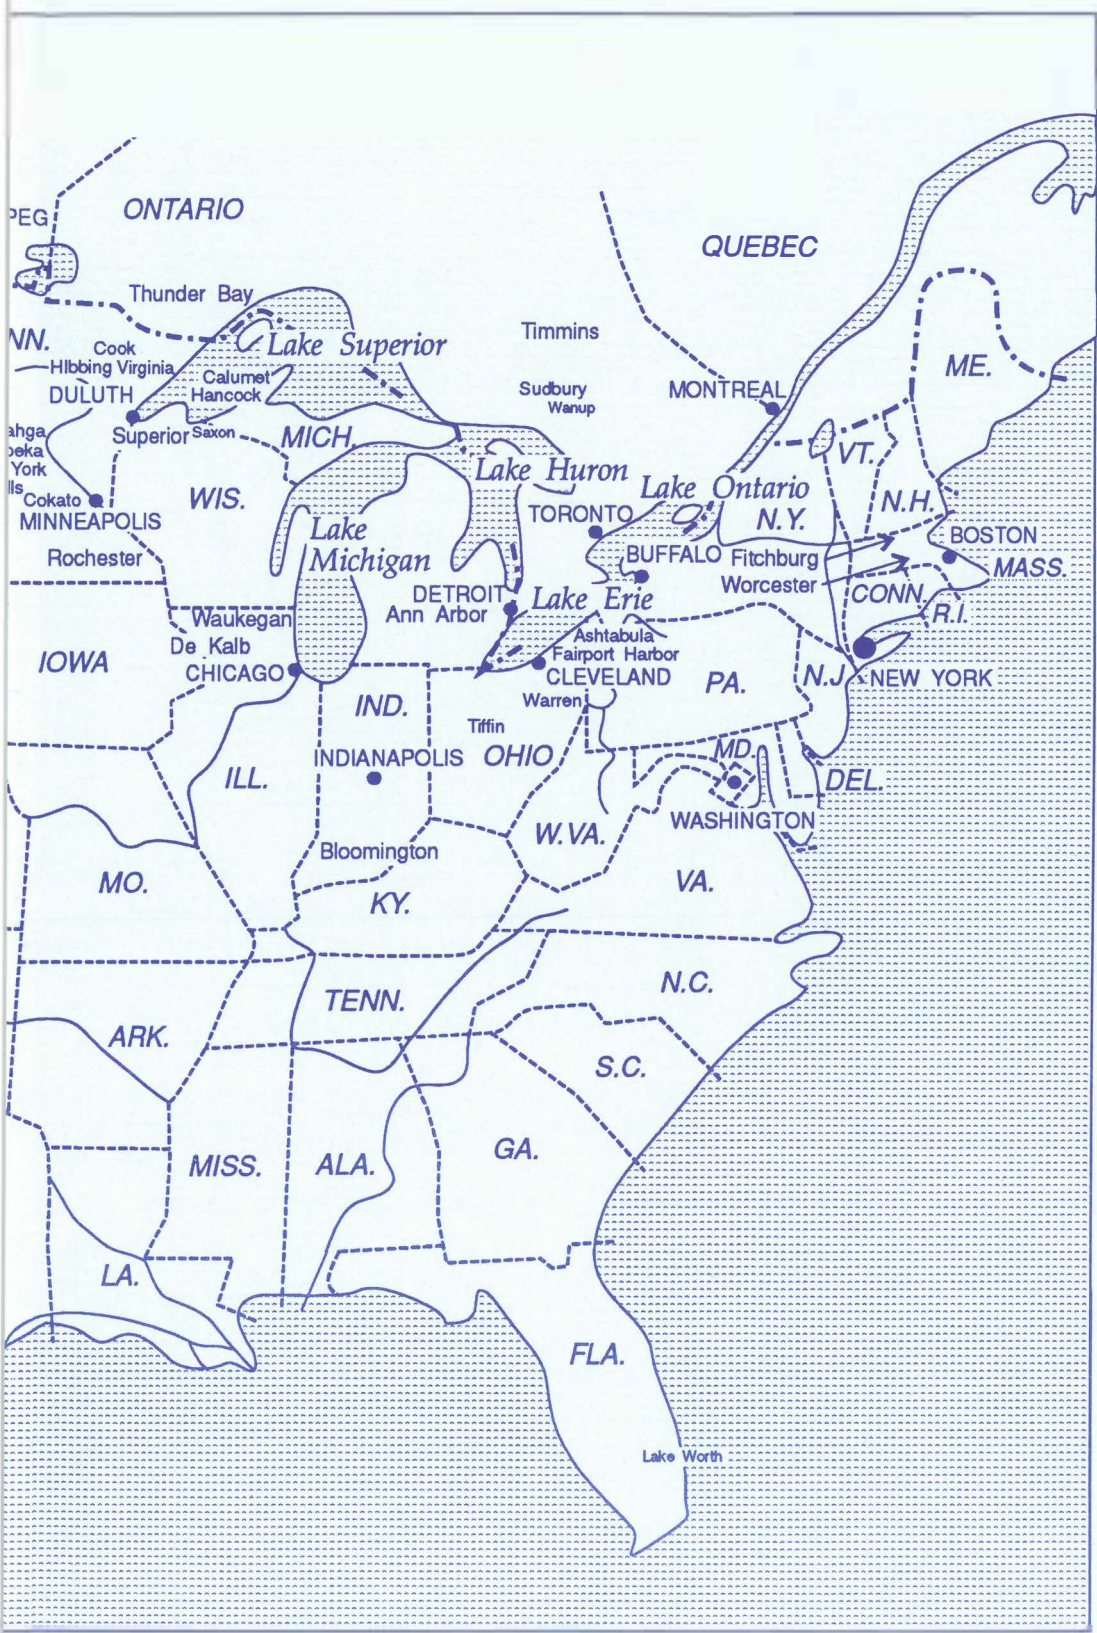 PEG
ONTARIO
QUEBEC
Thunder Bay
NN.
Lake Superior
Timmins
Cook
HIbbing Virginia
DULUTH
Calumet
Hancock
Sudbury
Wanup
MONTREAL
ME.
ahga
Superior
Saxon
MICH.
VT.
eka
York
lls
Cokato
WIS.
Lake Huron
Lake Ontario
N.H.
MINNEAPOLIS
TORONTO
N.Y.
Lake
Michigan
BOSTON
Rochester
BUFFALO
Fitchburg
Worcester
MASS.
DETROIT
Ann Arbor
Lake Erie
CONN.
R.I.
Waukegan
De Kalb
CHICAGO
IOWA
Ashtabula
Fairport Harbor
CLEVELAND
PA.
N.J.
NEW YORK
Warren
IND.
Tiffin
INDIANAPOLIS
OHIO
MD.
ILL.
DEL.
WASHINGTON
W.VA.
Bloomington
MO.
KY.
VA.
TENN.
N.C.
ARK.
S.C.
MISS.
ALA.
GA.
LA.
FLA.
Lake Worth